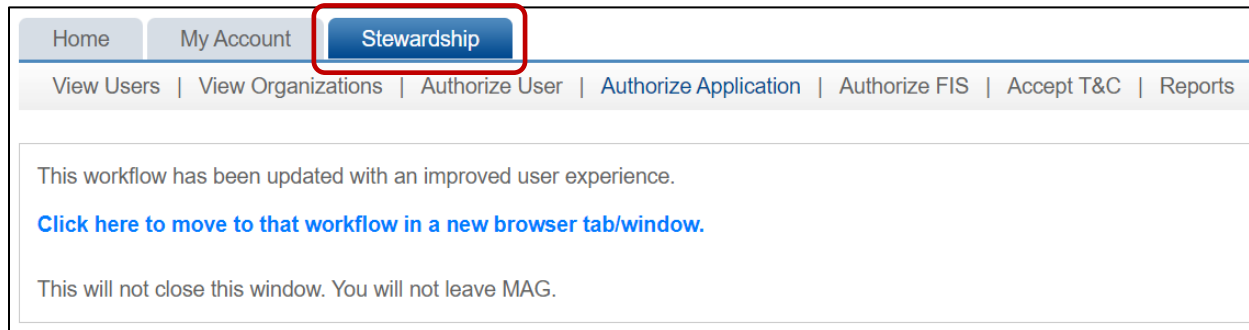 Home My Account Stewardship
View Users | View Organizations | Authorize User | Authorize Application | Authorize FIS | Accept T&C | Reports
This workflow has been updated with an improved user experience.
Click here to move to that workflow in a new browser tab/window.
This will not close this window. You will not leave MAG.